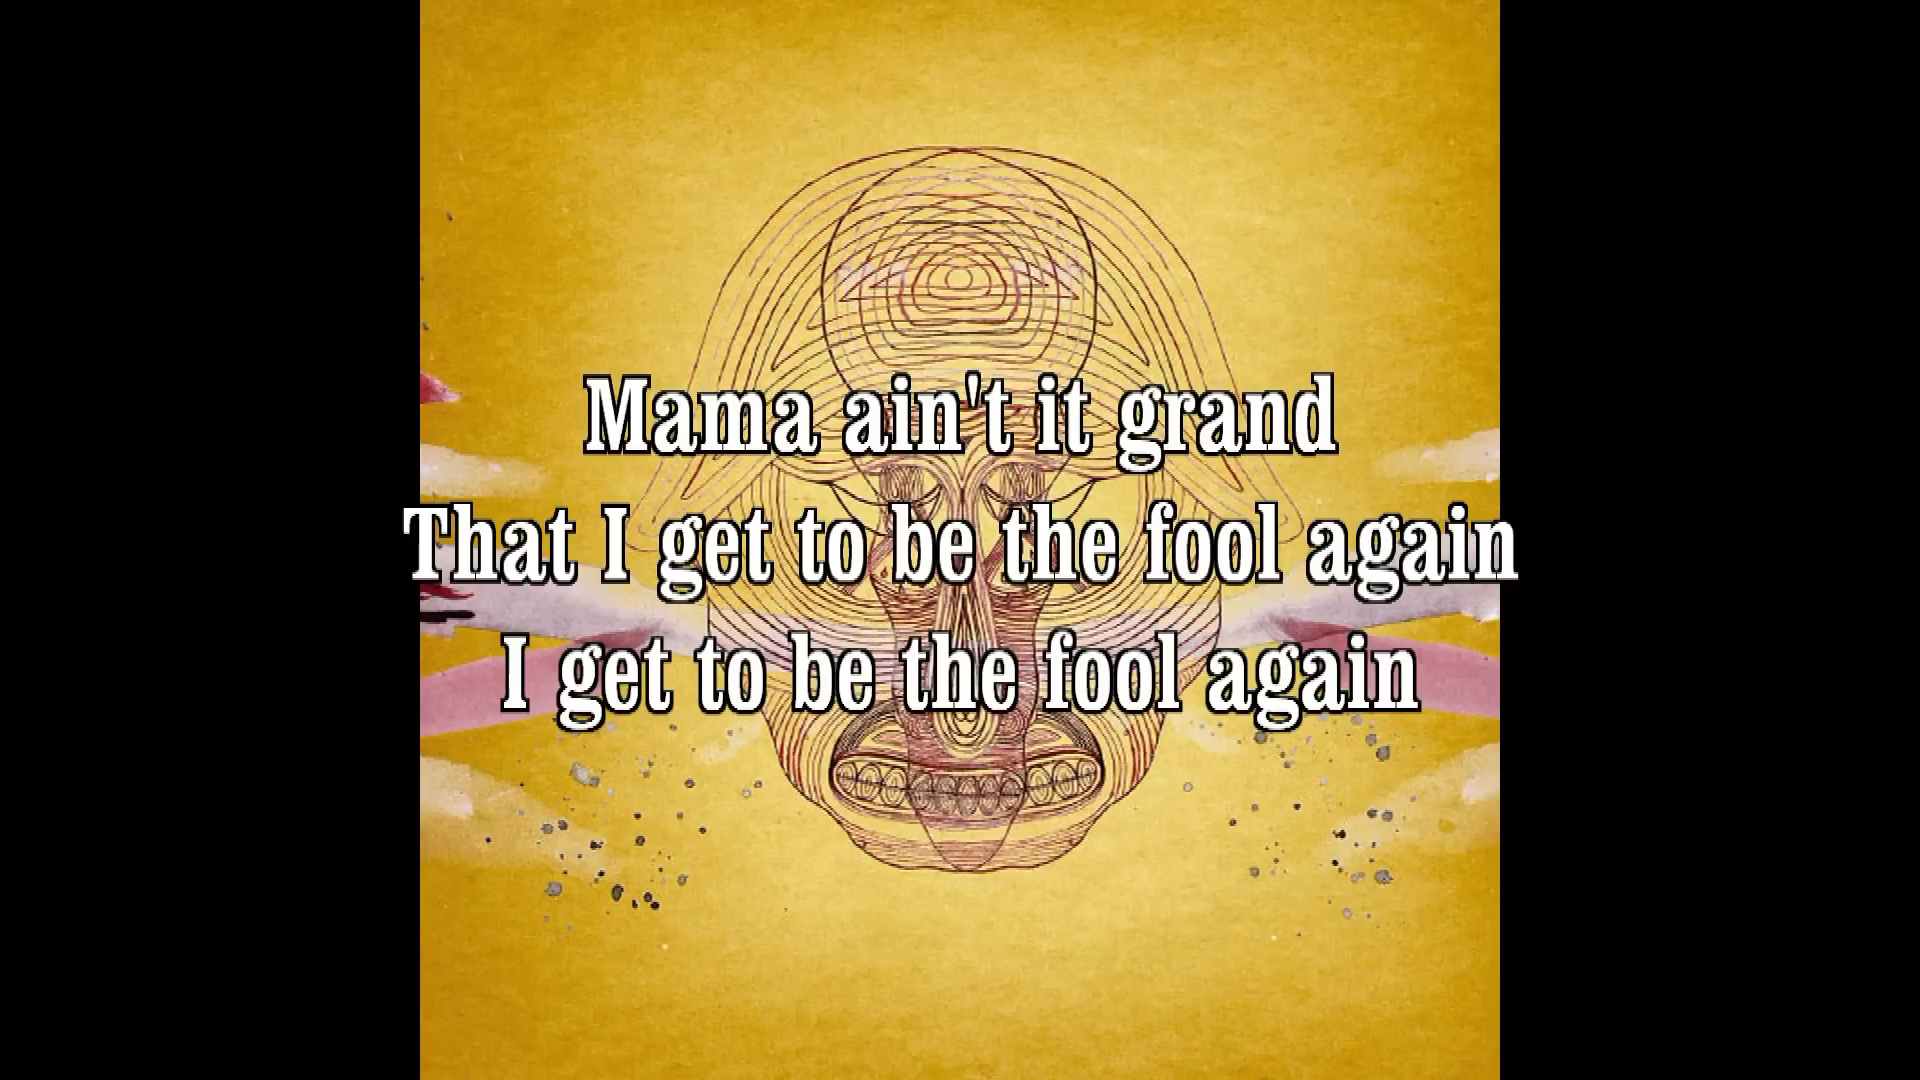 Mama ain't it grand
That I get to be the fool again
I get to be the fool again